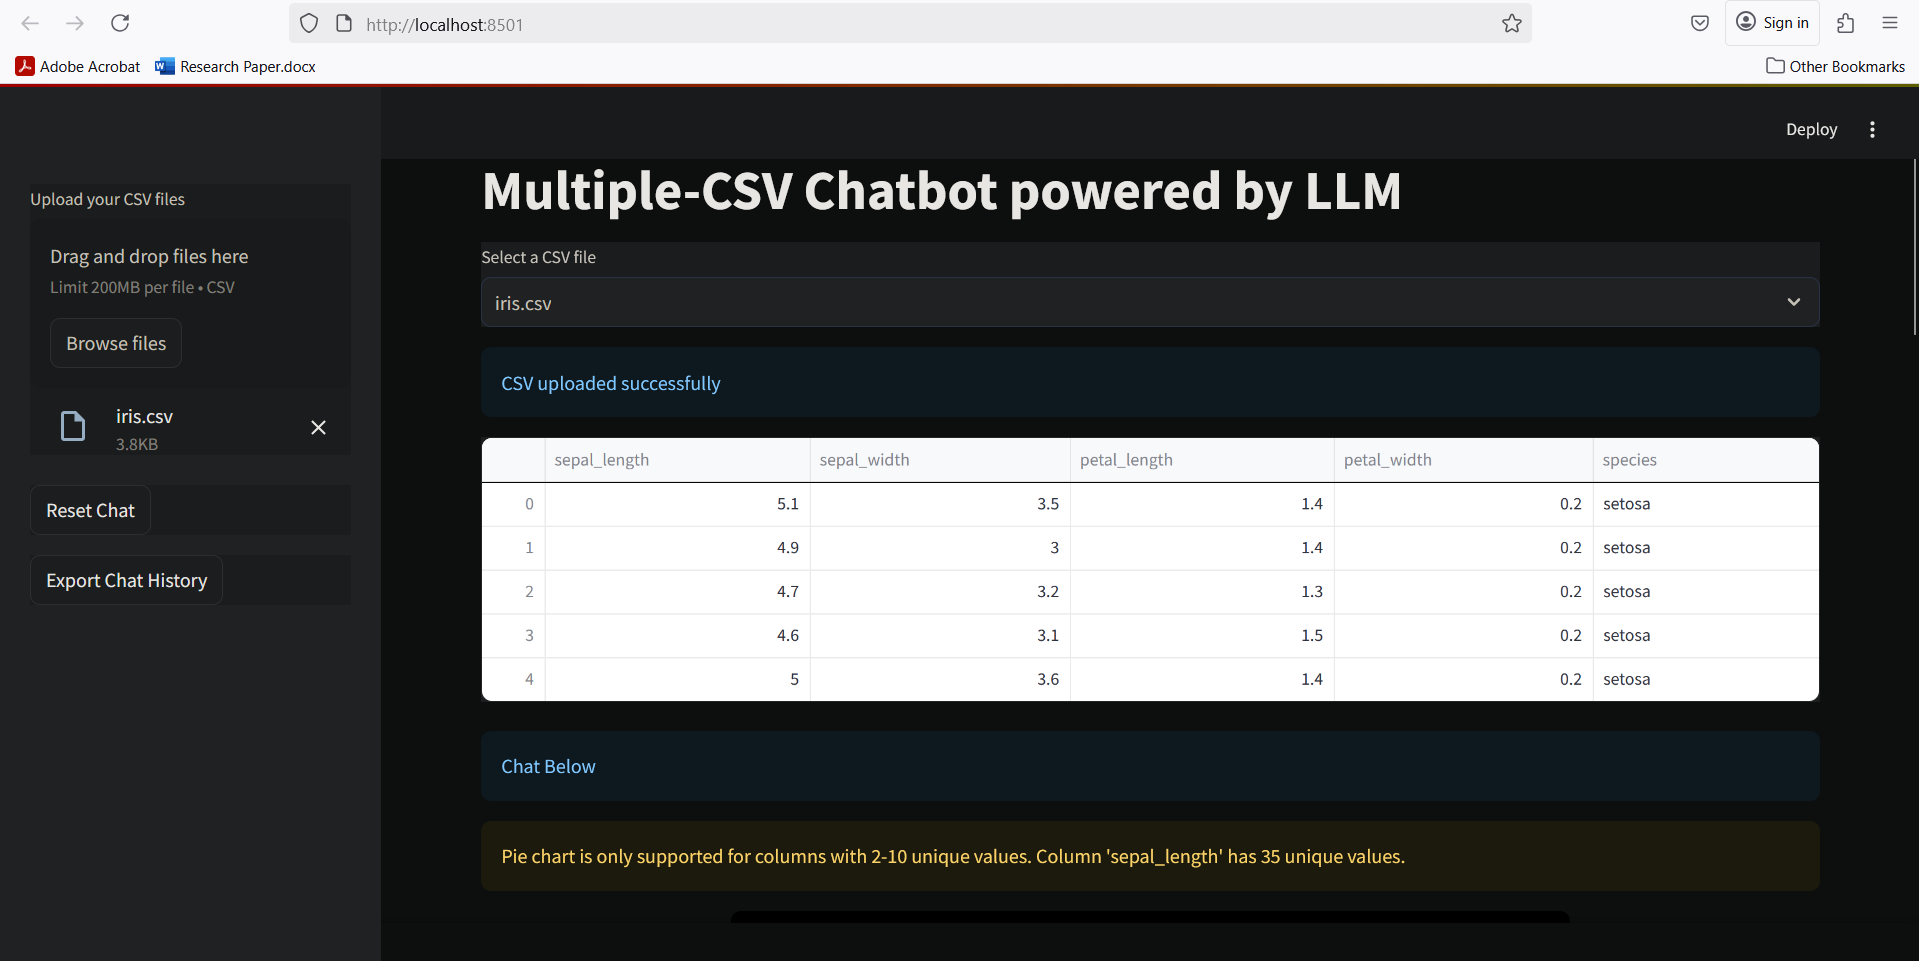 http://localhost:8501
Sign in
Adobe Acrobat
Research Paper.docx
Other Bookmarks
Deploy
Upload your CSV files
Drag and drop files here
Limit 200MB per file • CSV
Browse files
iris.csv
3.8KB
Reset Chat
Export Chat History
Multiple-CSV Chatbot powered by LLM
Select a CSV file
iris.csv
CSV uploaded successfully
sepal_length sepal_width petal_length petal_width species
0 5.1 3.5 1.4 0.2 setosa
1 4.9 3 1.4 0.2 setosa
2 4.7 3.2 1.3 0.2 setosa
3 4.6 3.1 1.5 0.2 setosa
4 5 3.6 1.4 0.2 setosa
Chat Below
Pie chart is only supported for columns with 2-10 unique values. Column 'sepal_length' has 35 unique values.